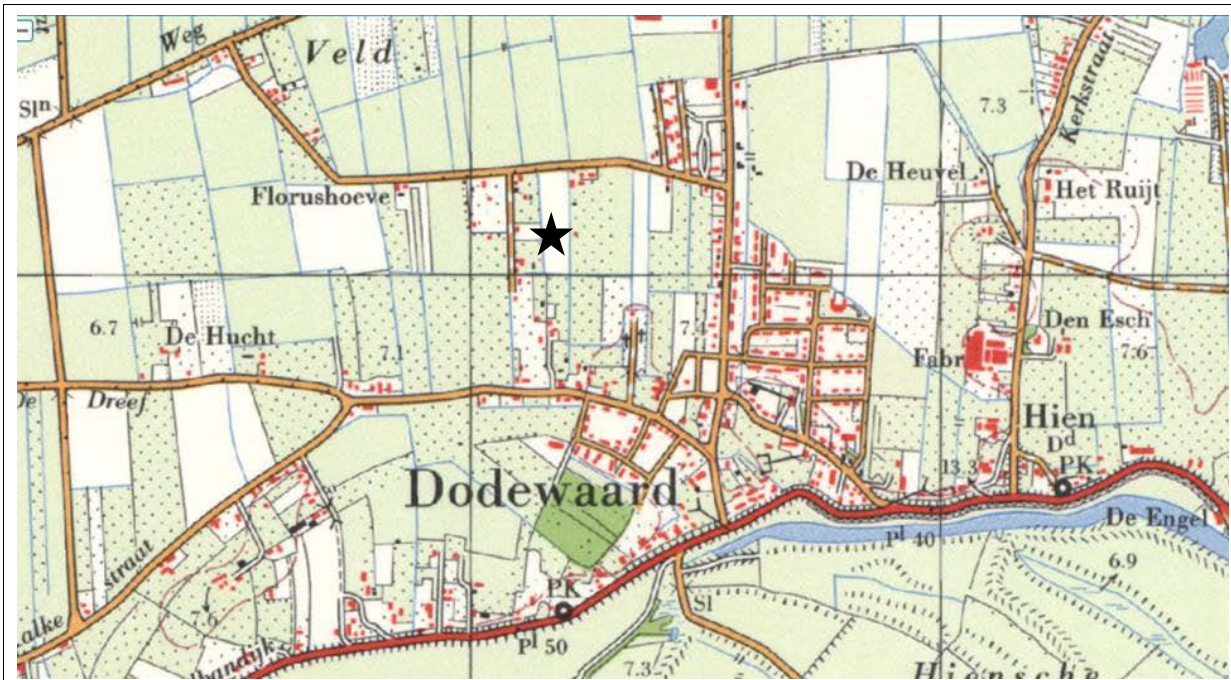 Weg
Veld
Sln
7.3
Kerkstraat
De Heuvel
Florushoeve
Het Ruijt
6.7
De Hucht
7.1
7.4
Den Esch
Fabr
7.6
De
Dreef
Hien
Dd
13.3
PK
Dodewaard
De Engel
Pl 40
straat
6.9
PK
7.6
Sl
alke
Pl 50
7.3
Hiensche